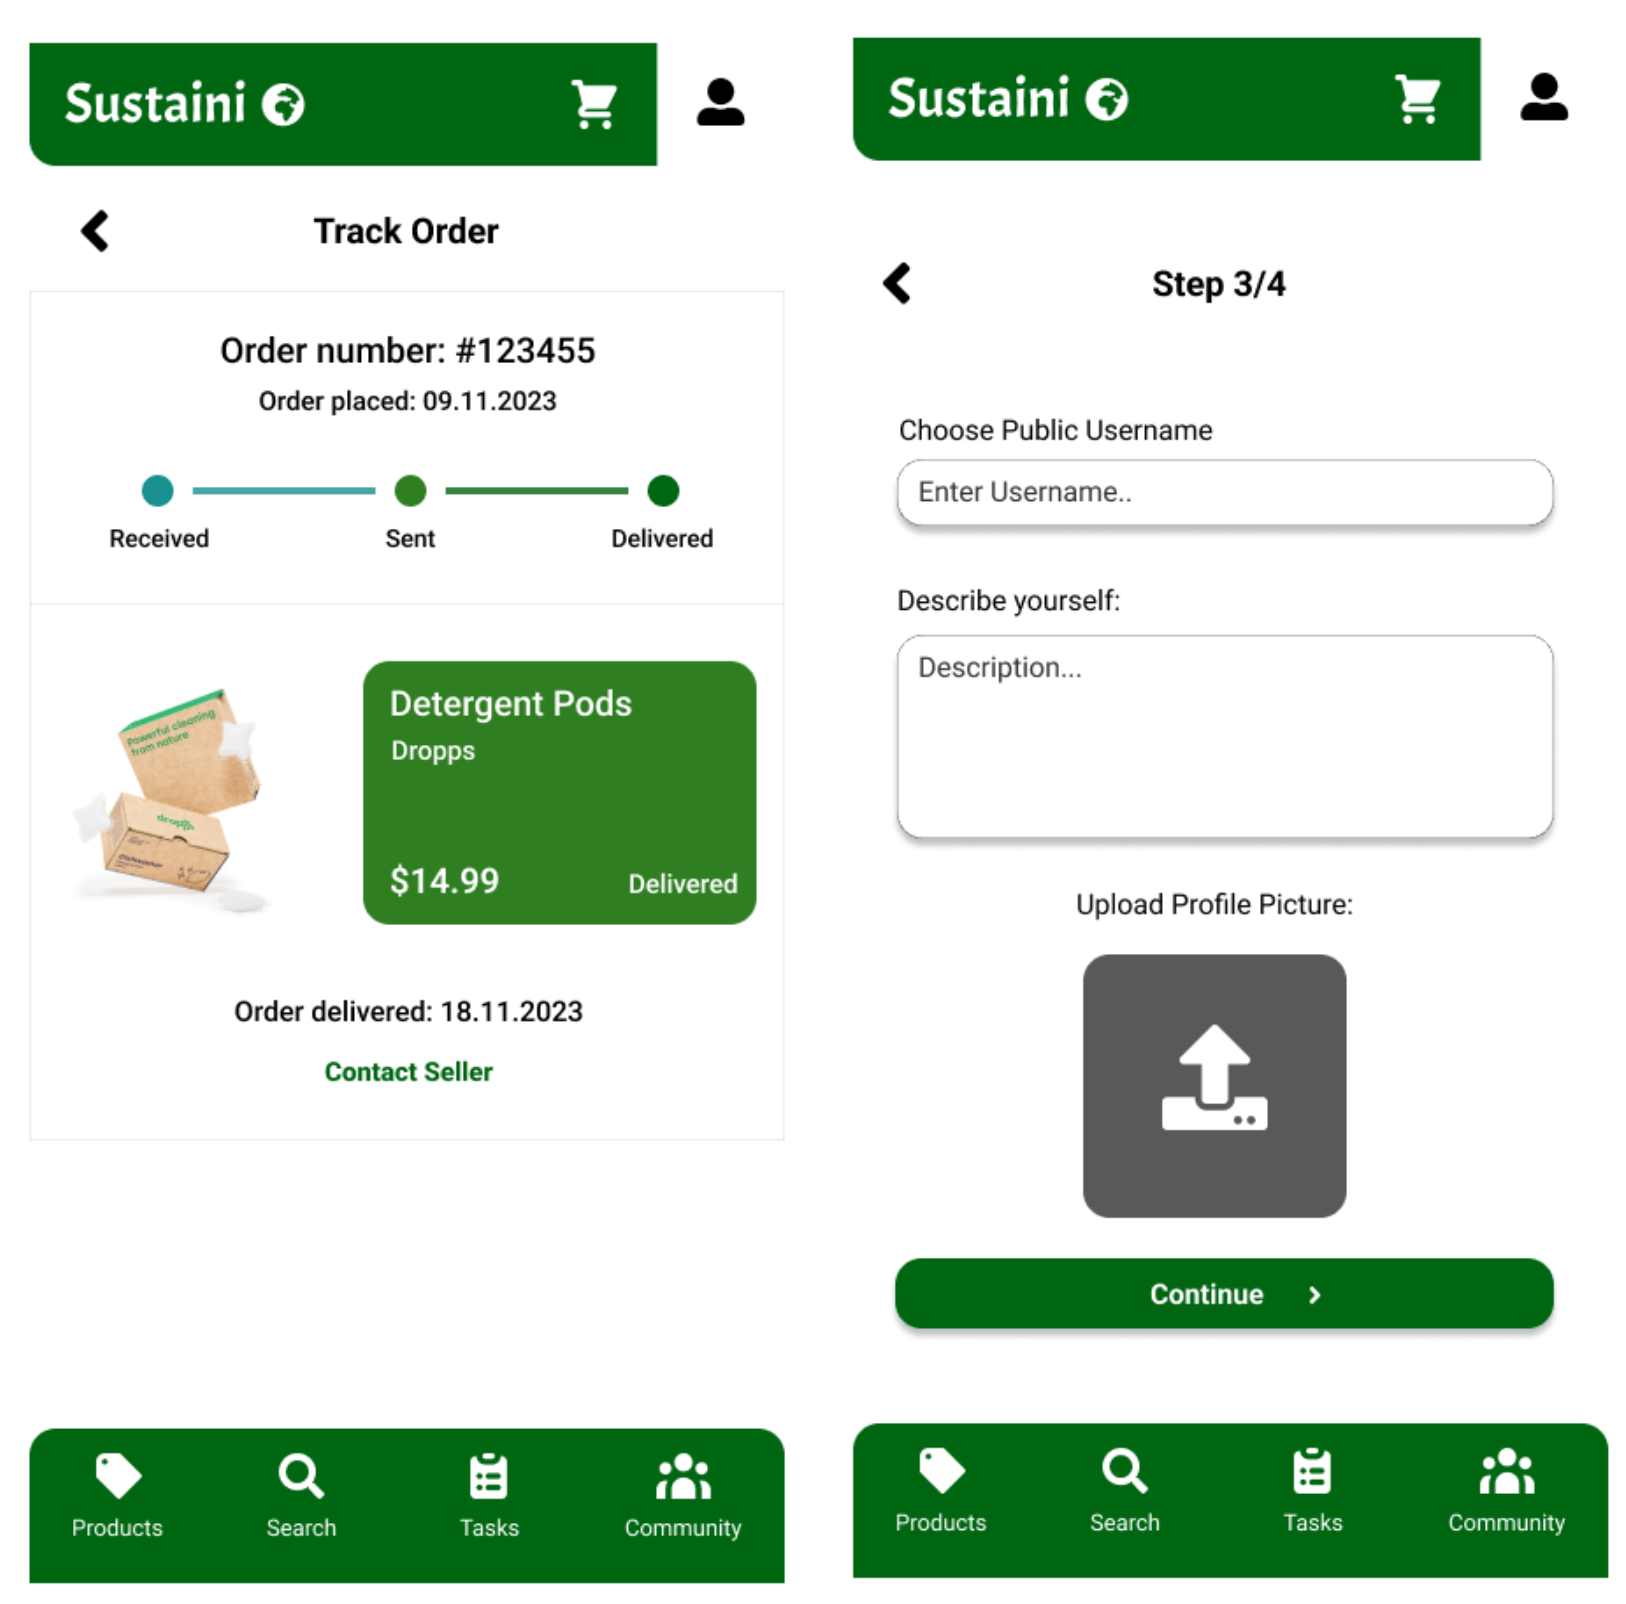 Sustaini
Track Order
Order number: #123455
Order placed: 09.11.2023
Received
Sent
Delivered
Powerful cleaning
from nature
dropps
Dishwasher
Detergent Pods
Dropps
$14.99
Delivered
Order delivered: 18.11.2023
Contact Seller
Products
Search
Tasks
Community
Sustaini
Step 3/4
Choose Public Username
Enter Username..
Describe yourself:
Description...
Upload Profile Picture:
Continue
Products
Search
Tasks
Community